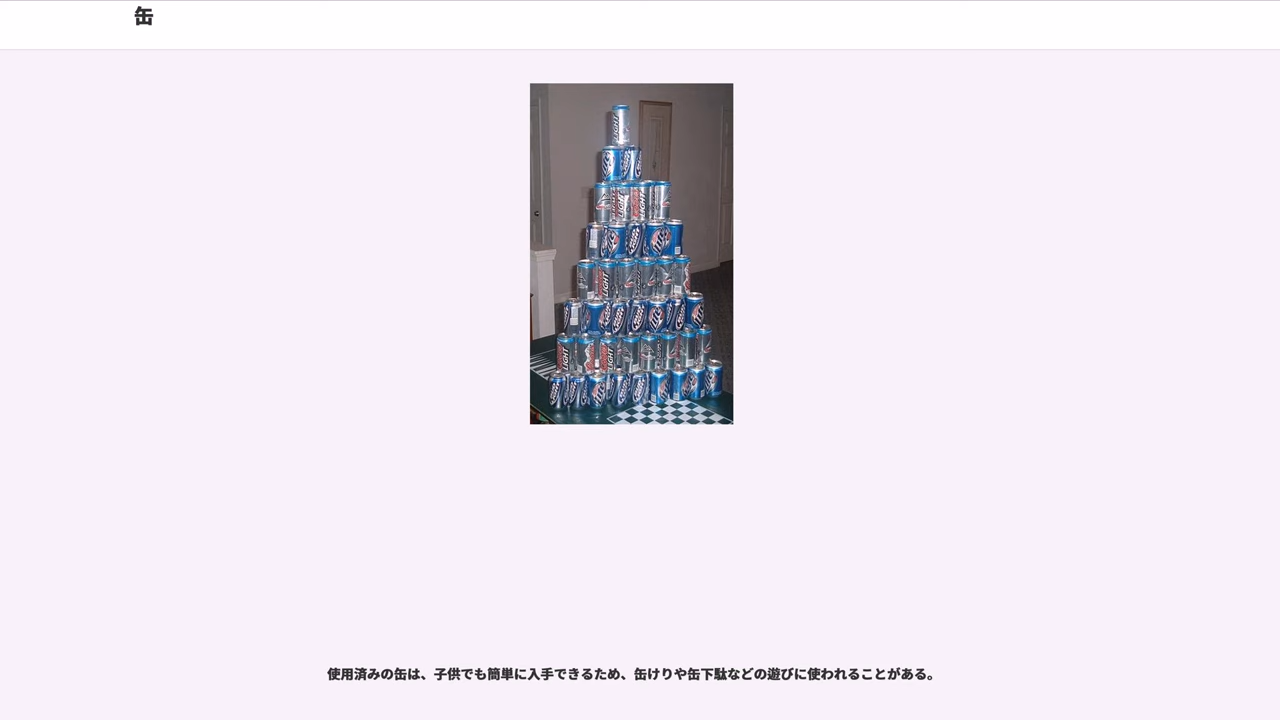 缶
LIGHT
使用済みの缶は、子供でも簡単に入手できるため、缶けりや缶下駄などの遊びに使われることがある。